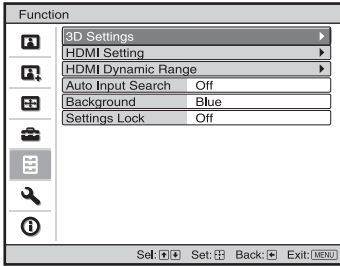 Function
3D Settings
HDMI Setting
HDMI Dynamic Range
Auto Input Search Off
Background Blue
Settings Lock Off
Sel: Set: Back: Exit: MENU